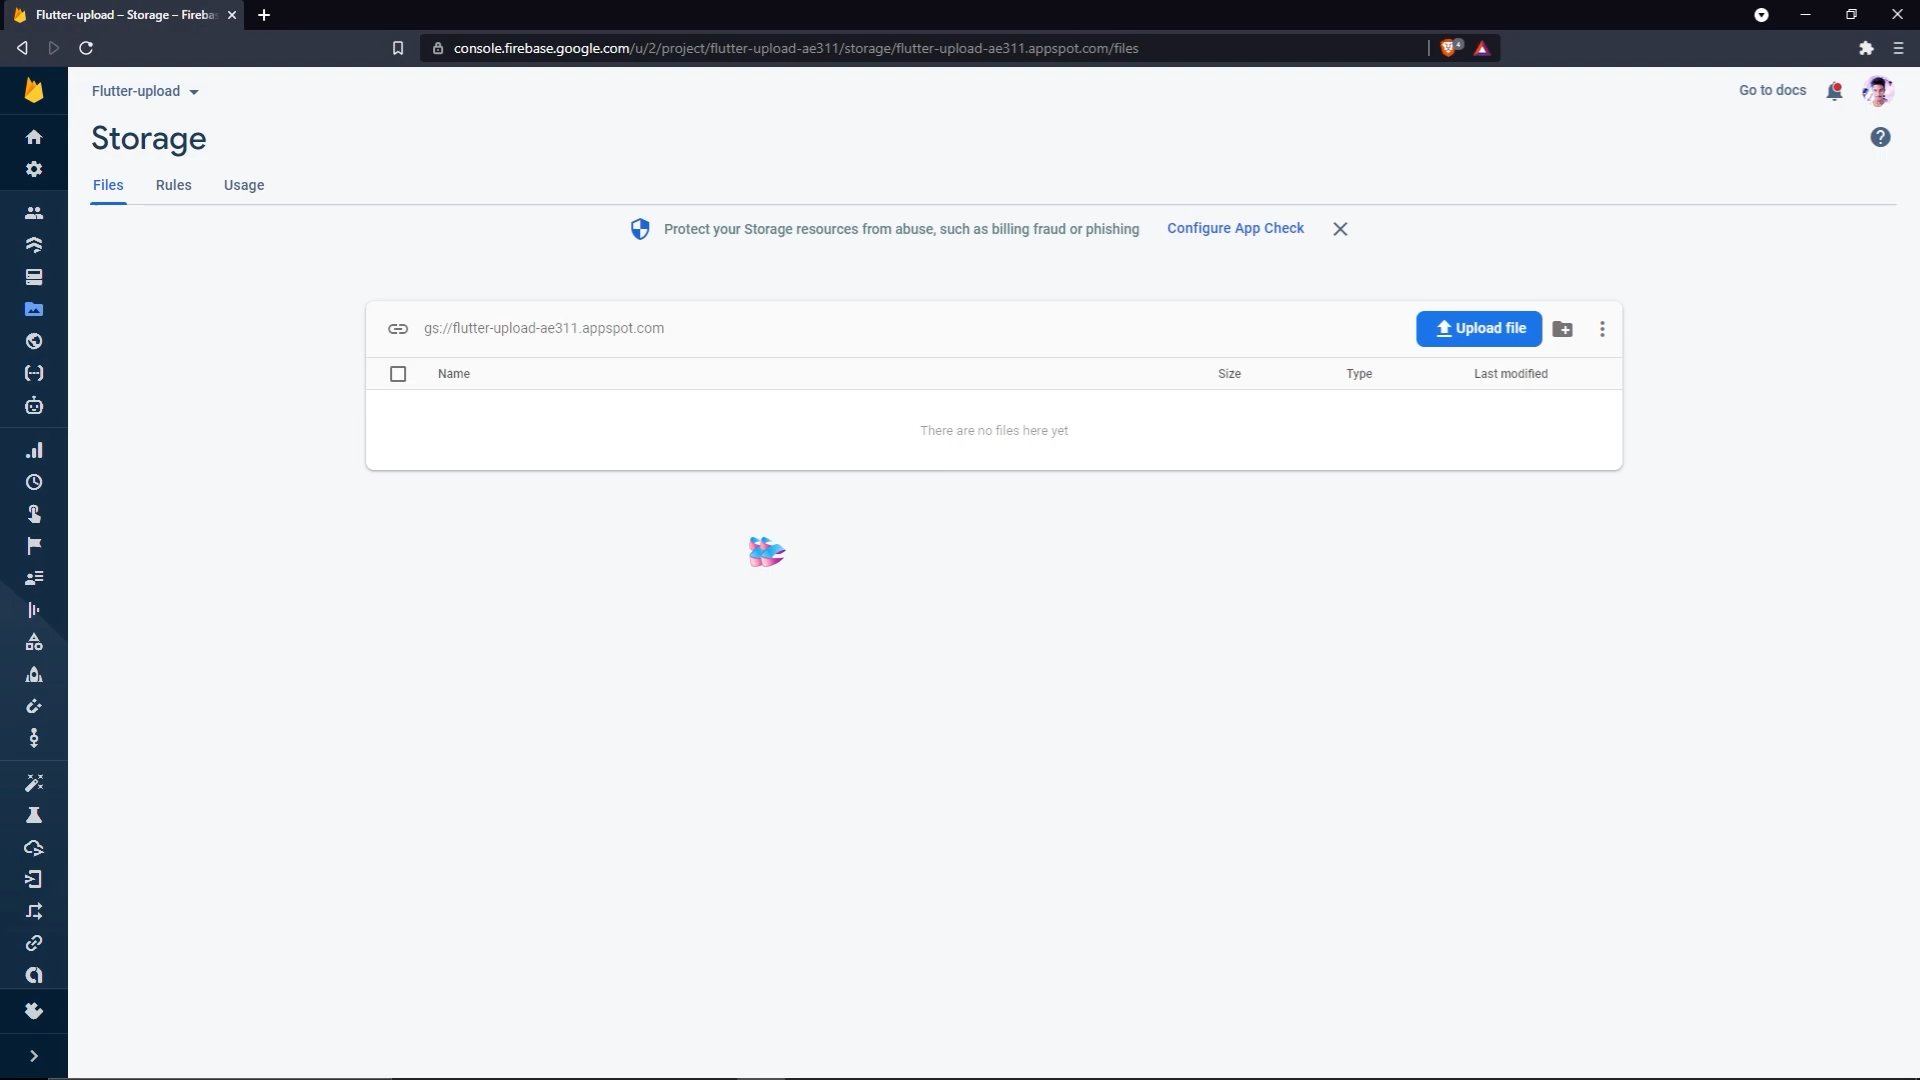 Flutter-upload – Storage – Fireba
console.firebase.google.com/u/2/project/flutter-upload-ae311/storage/flutter-upload-ae311.appspot.com/files
4
Flutter-upload
Go to docs
Storage
?
Files Rules Usage
Protect your Storage resources from abuse, such as billing fraud or phishing Configure App Check
gs://flutter-upload-ae311.appspot.com
Upload file
Name Size Type Last modified
There are no files here yet